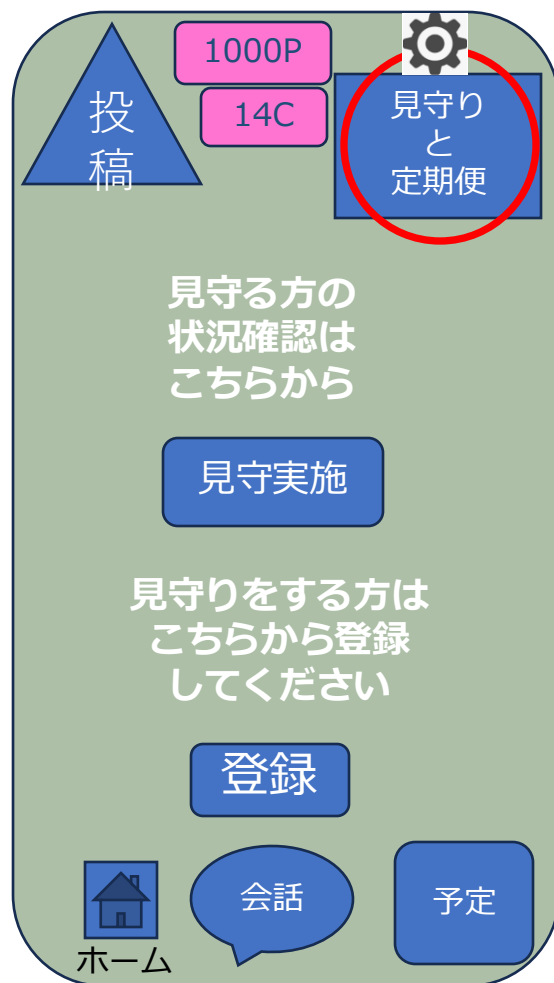 投
稿
1000P
14C
見守り
と
定期便
見守る方の
状況確認は
こちらから
見守実施
見守りをする方は
こちらから登録
してください
登録
ホーム
会話
予定